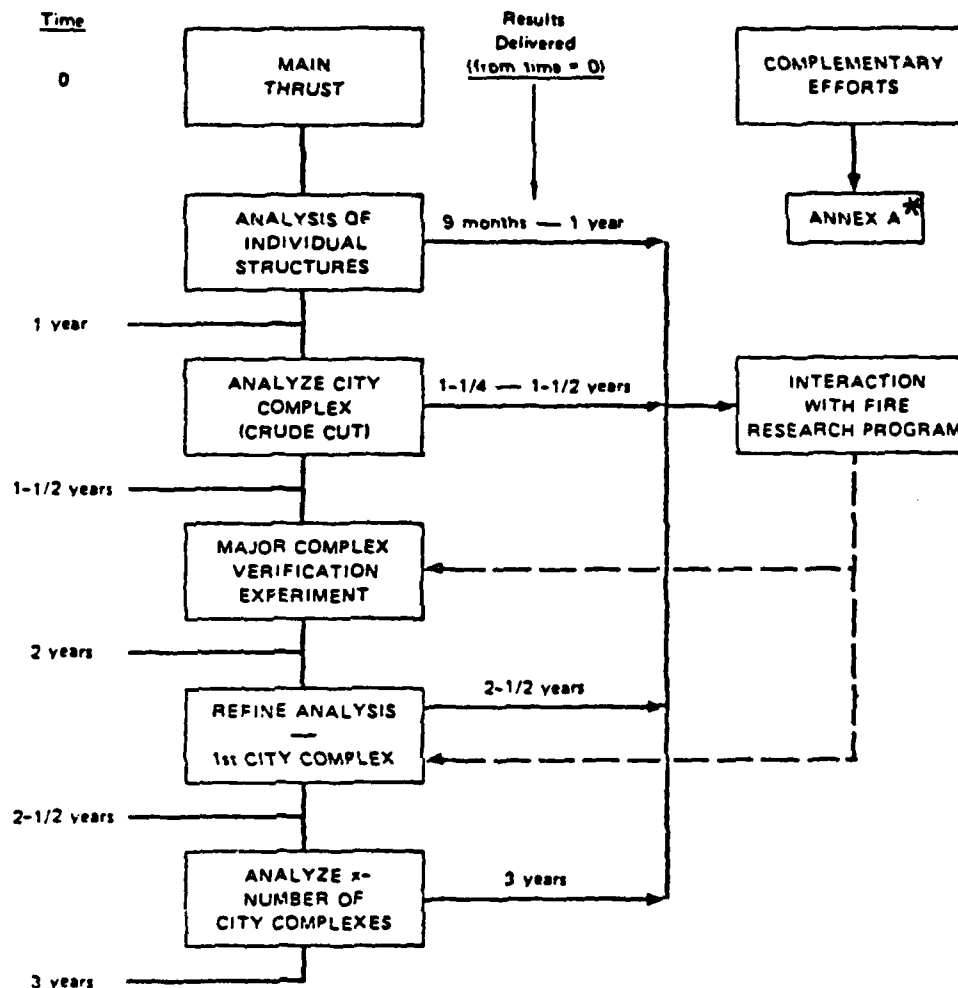 Time
0
MAIN
THRUST
Results
Delivered
(from time = 0)
COMPLEMENTARY
EFFORTS
ANNEX A*
ANALYSIS OF
INDIVIDUAL
STRUCTURES
9 months — 1 year
1 year
ANALYZE CITY
COMPLEX
(CRUDE CUT)
1-1/4 — 1-1/2 years
INTERACTION
WITH FIRE
RESEARCH PROGRAM
1-1/2 years
MAJOR COMPLEX
VERIFICATION
EXPERIMENT
2 years
REFINE ANALYSIS
—
1st CITY COMPLEX
2-1/2 years
2-1/2 years
ANALYZE x-
NUMBER OF
CITY COMPLEXES
3 years
3 years